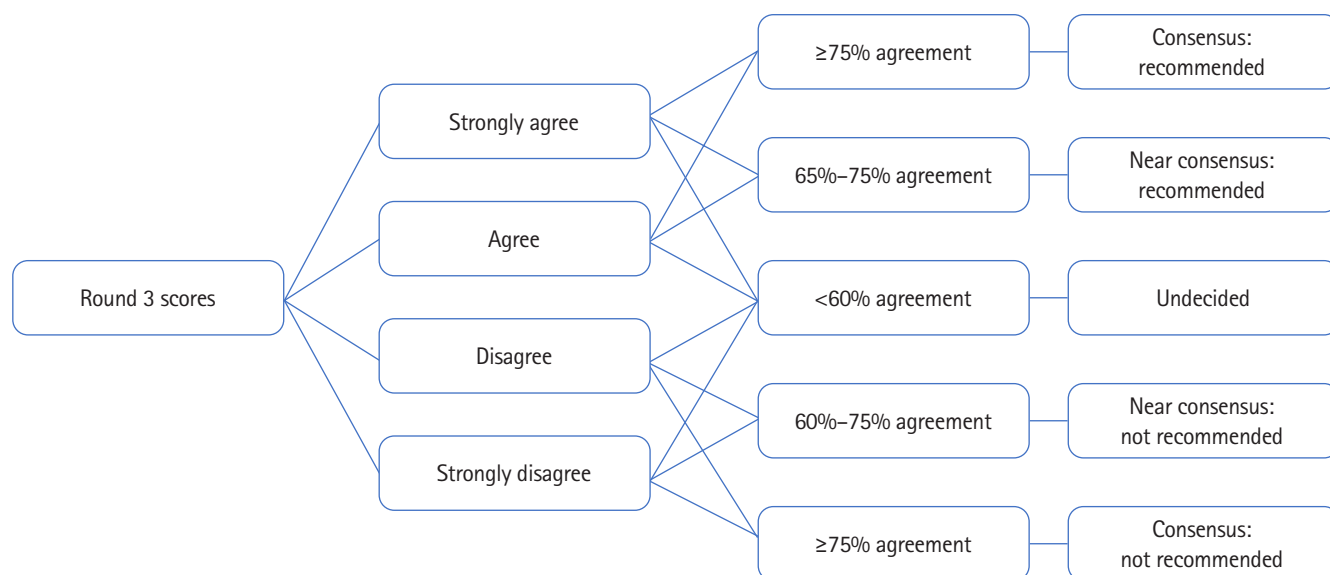 Round 3 scores
Strongly agree
Agree
Disagree
Strongly disagree
≥75% agreement
65%–75% agreement
<60% agreement
60%–75% agreement
≥75% agreement
Consensus:
recommended
Near consensus:
recommended
Undecided
Near consensus:
not recommended
Consensus:
not recommended